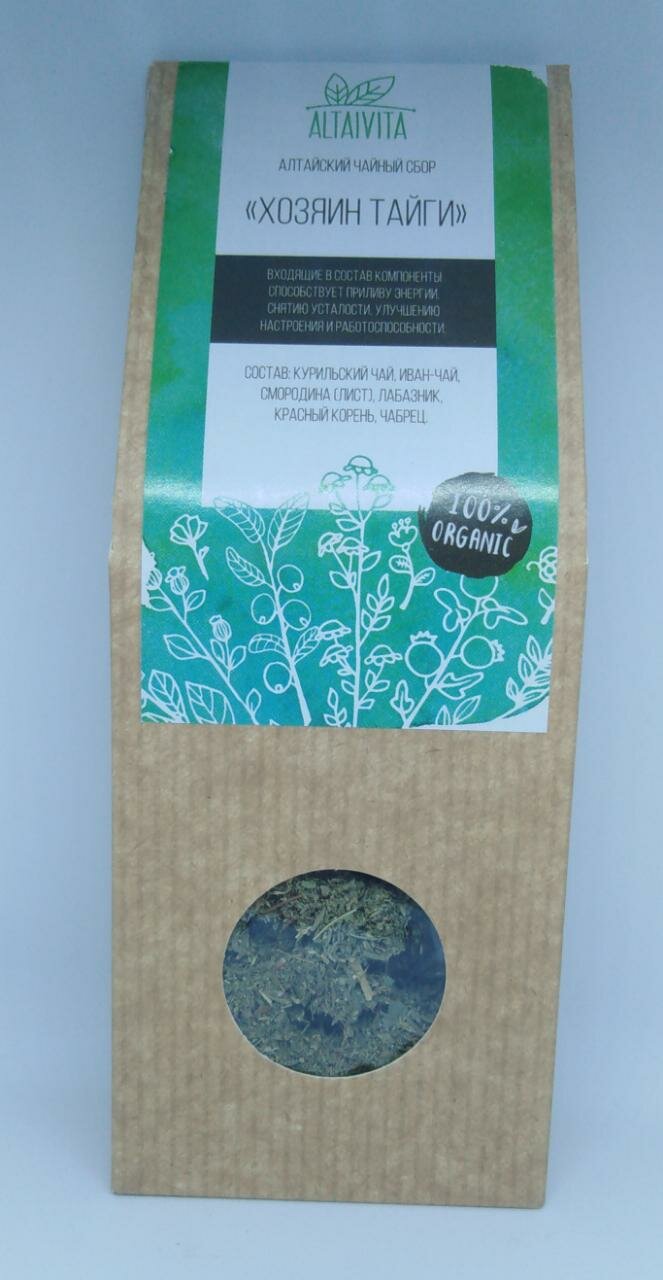 ALTAIVITA
АЛТАЙСКИЙ ЧАЙНЫЙ СБОР
«ХОЗЯИН ТАЙГИ»
ВХОДЯЩИЕ В СОСТАВ КОМПОНЕНТЫ
СПОСОБСТВУЕТ ПРИЛИВУ ЭНЕРГИИ,
СНЯТИЮ УСТАЛОСТИ, УЛУЧШЕНИЮ
НАСТРОЕНИЯ И РАБОТОСПОСОБНОСТИ.
СОСТАВ: КУРИЛЬСКИЙ ЧАЙ, ИВАН-ЧАЙ,
СМОРОДИНА (ЛИСТ), ЛАБАЗНИК,
КРАСНЫЙ КОРЕНЬ, ЧАБРЕЦ.
100%
ORGANIC